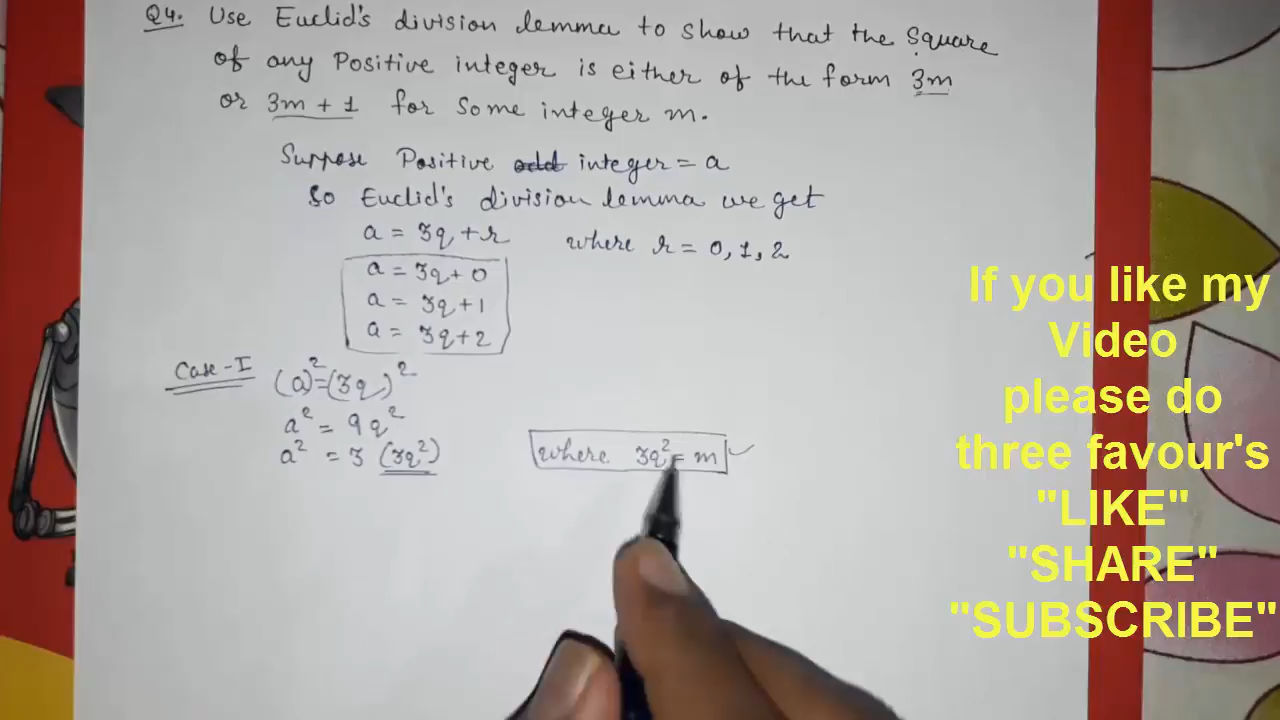 Q4. Use Euclid's division lemma to show that the square
of any Positive integer is either of the form 3m
or 3m + 1 for some integer m.
Suppose Positive odd integer = a
So Euclid's division lemma we get
a = 3q + r where r = 0, 1, 2
a = 3q + 0
a = 3q + 1
a = 3q + 2
Case - I (a)² = (3q)²
a² = 9q²
a² = 3 (3q²) where 3q² = m
If you like my
Video
please do
three favour's
"LIKE"
"SHARE"
"SUBSCRIBE"